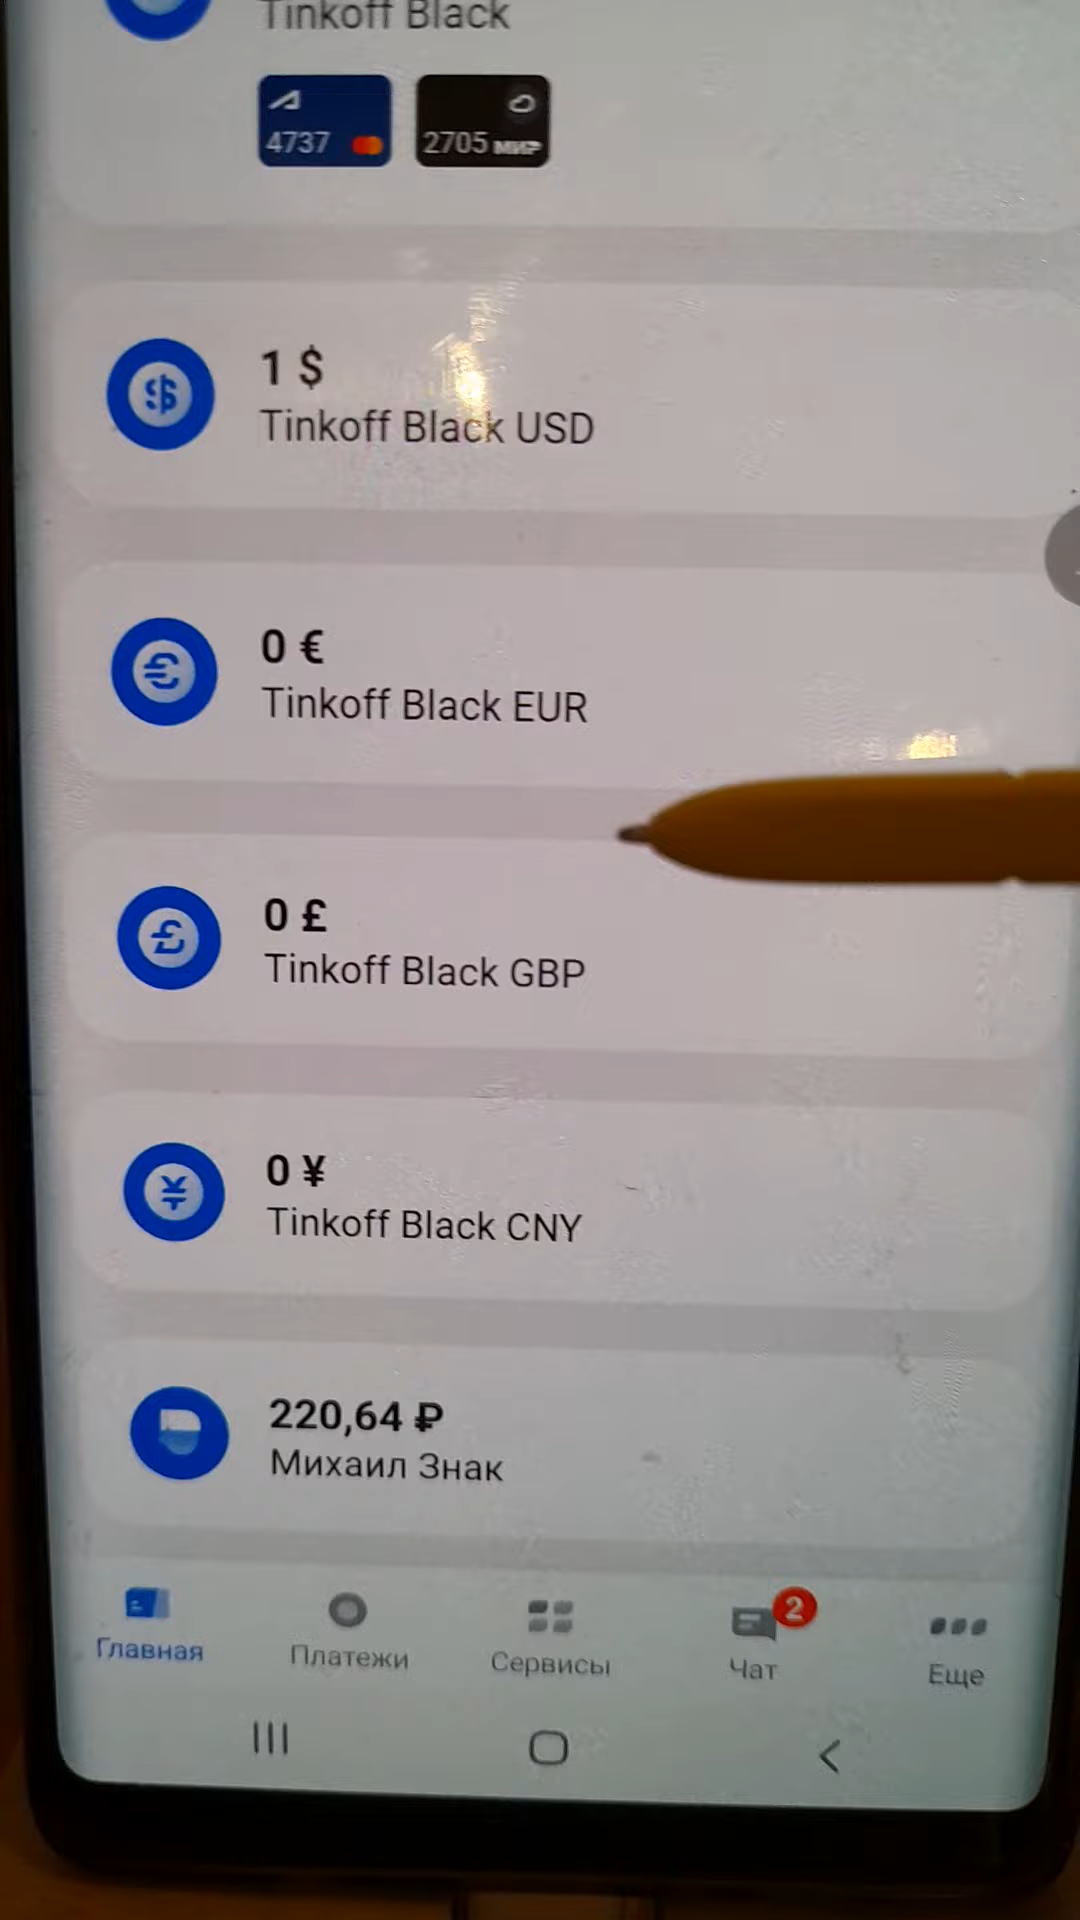 Tinkoff Black
4737
2705 МИР
1 $
Tinkoff Black USD
0 €
Tinkoff Black EUR
0 £
Tinkoff Black GBP
0 ¥
Tinkoff Black CNY
220,64 ₽
Михаил Знак
Главная
Платежи
Сервисы
2
Чат
Еще